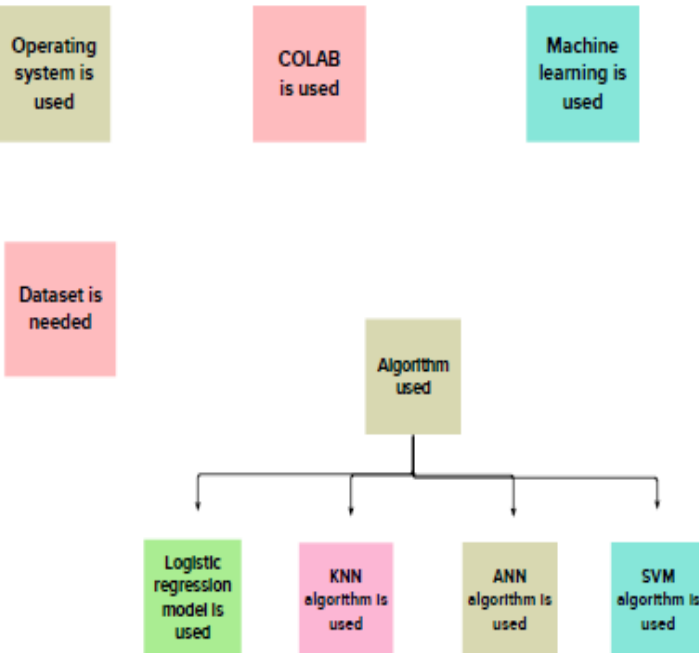 Operating
system is
used
COLAB
is used
Machine
learning is
used
Dataset is
needed
Algorithm
used
Logistic
regression
model is
used
KNN
algorithm is
used
ANN
algorithm is
used
SVM
algorithm is
used